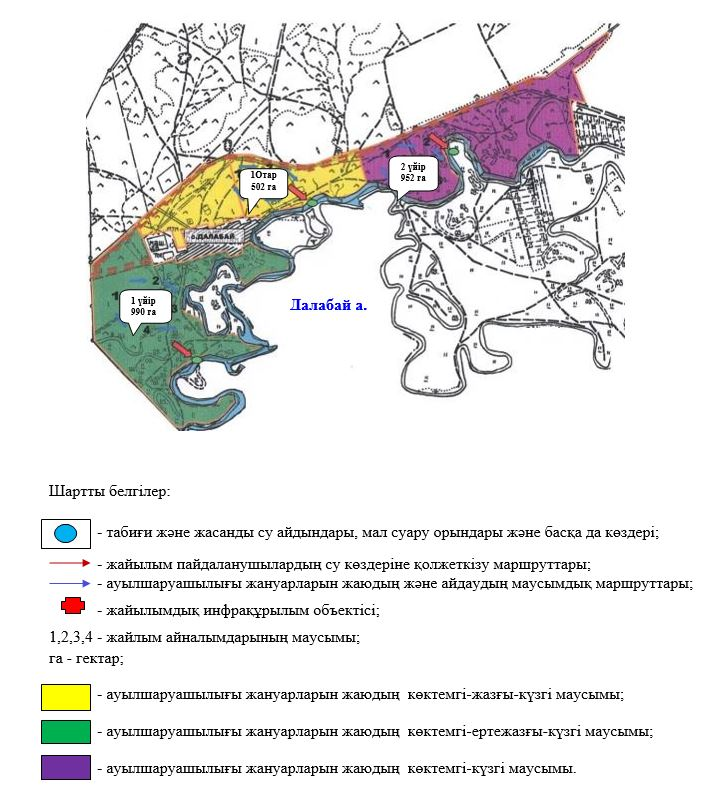 1Отар
502 га
2 үйір
952 га
с.ДАЛАБАЙ
1 үйір
990 га
Далабай а.
Шартты белгілер:
- табиғи және жасанды су айдындары, мал суару орындары және басқа да көздері;
- жайылым пайдаланушылардың су көздеріне қолжеткізу маршруттары;
- ауылшаруашылығы жануарларын жаюдың және айдаудың маусымдық маршруттары;
- жайылымдық инфрақұрылым объектісі;
1,2,3,4 - жайлым айналымдарының маусымы;
га - гектар;
- ауылшаруашылығы жануарларын жаюдың көктемгі-жазғы-күзгі маусымы;
- ауылшаруашылығы жануарларын жаюдың көктемгі-ертежазғы-күзгі маусымы;
- ауылшаруашылығы жануарларын жаюдың көктемгі-күзгі маусымы.